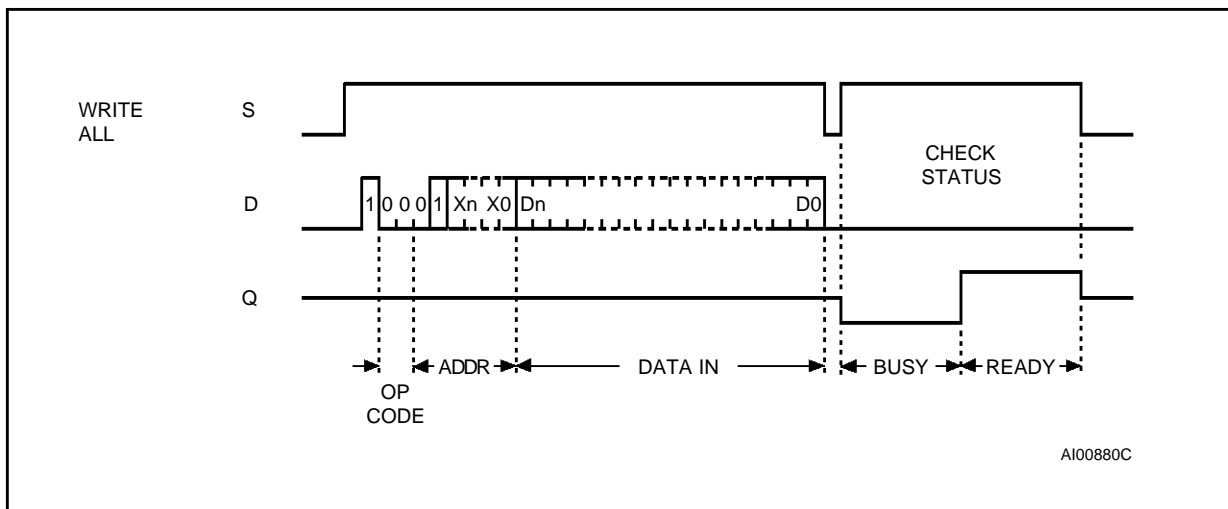 WRITE
ALL
S
CHECK
STATUS
D
1 0 0 0 1 Xn X0 Dn D0
Q
ADDR DATA IN BUSY READY
OP
CODE
AI00880C